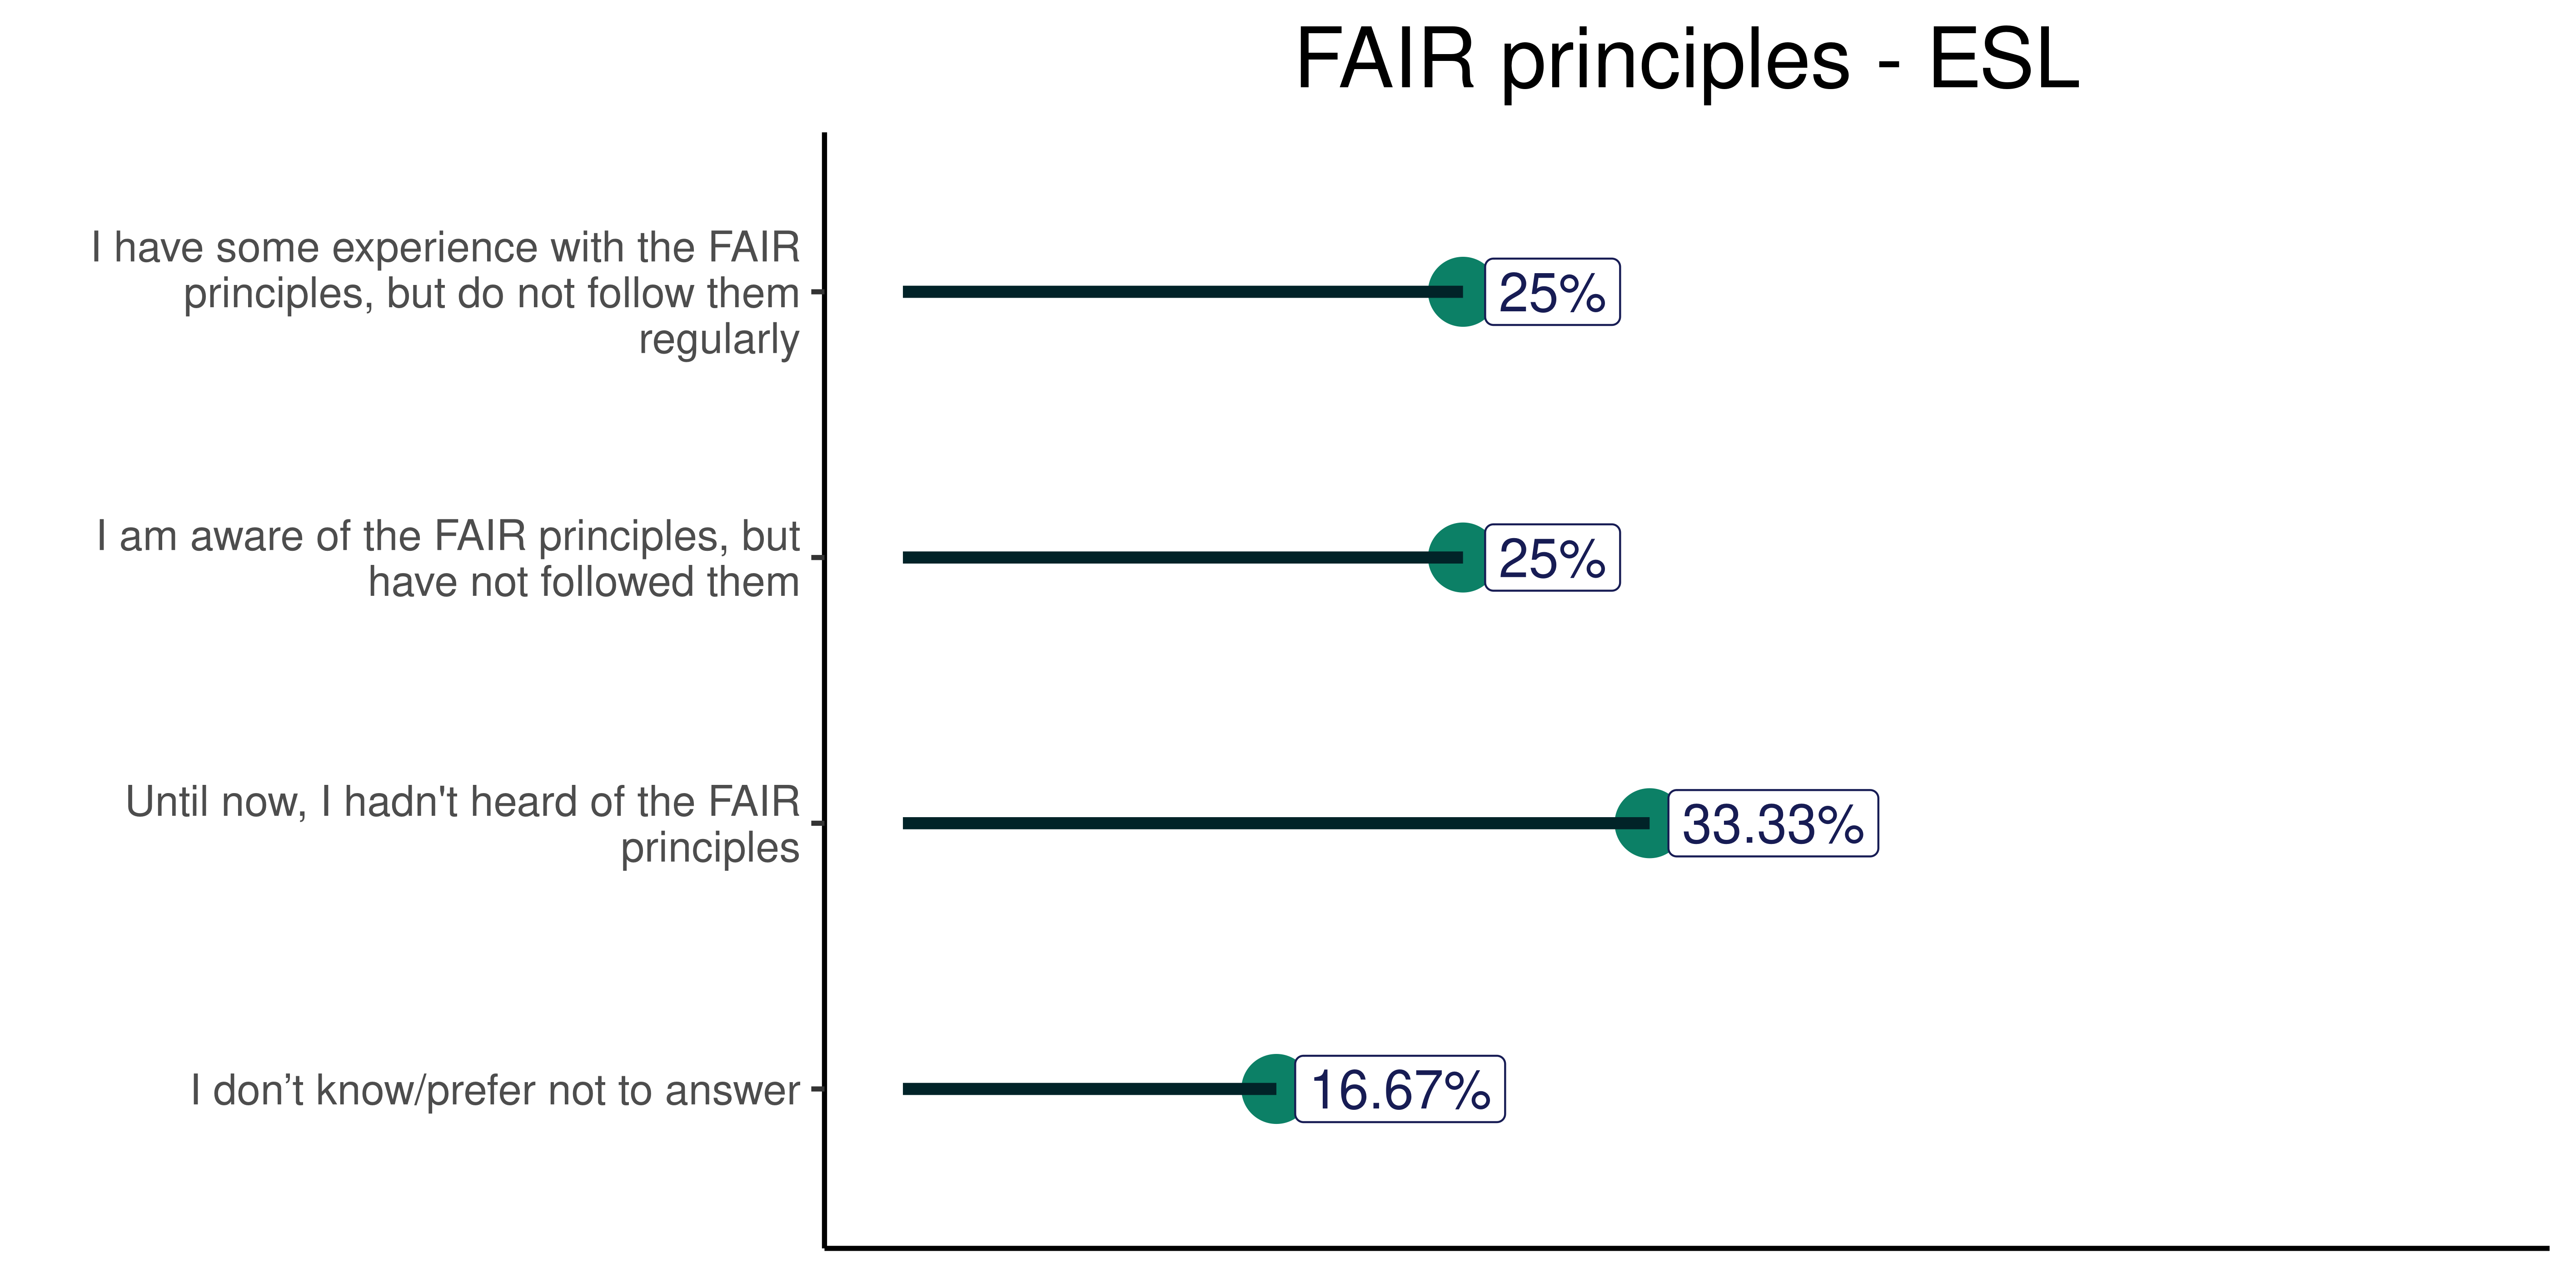 FAIR principles - ESL
I have some experience with the FAIR
principles, but do not follow them
regularly
25%
I am aware of the FAIR principles, but
have not followed them
25%
Until now, I hadn't heard of the FAIR
principles
33.33%
I don’t know/prefer not to answer
16.67%